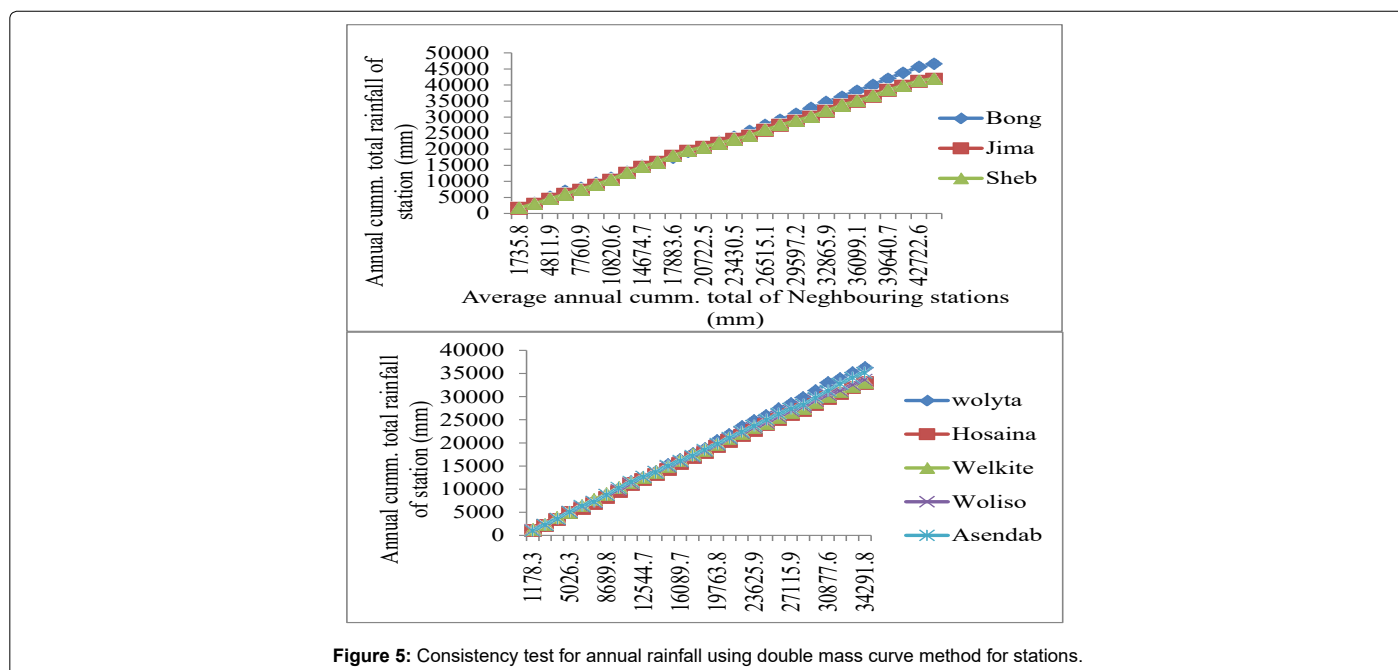 50000
45000
40000
35000
30000
25000
20000
15000
10000
5000
0
Annual cumm. total rainfall of
station (mm)
Bong
Jima
Sheb
1735.8
4811.9
7760.9
10820.6
14674.7
17883.6
20722.5
23430.5
26515.1
29597.2
32865.9
36099.1
39640.7
42722.6
Average annual cumm. total of Neghbouring stations
(mm)
40000
35000
30000
25000
20000
15000
10000
5000
0
Annual cumm. total rainfall
of station (mm)
wolyta
Hosaina
Welkite
Woliso
Asendab
1178.3
5026.3
8689.8
12544.7
16089.7
19763.8
23625.9
27115.9
30877.6
34291.8
Figure 5: Consistency test for annual rainfall using double mass curve method for stations.